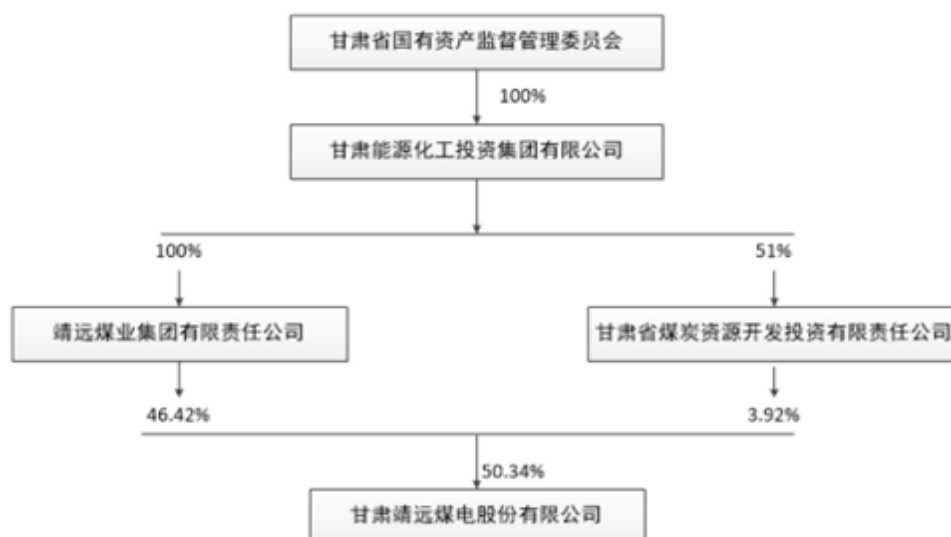 甘肃省国有资产监督管理委员会
100%
甘肃能源化工投资集团有限公司
100%
51%
靖远煤业集团有限责任公司
甘肃省煤炭资源开发投资有限责任公司
46.42%
3.92%
50.34%
甘肃靖远煤电股份有限公司